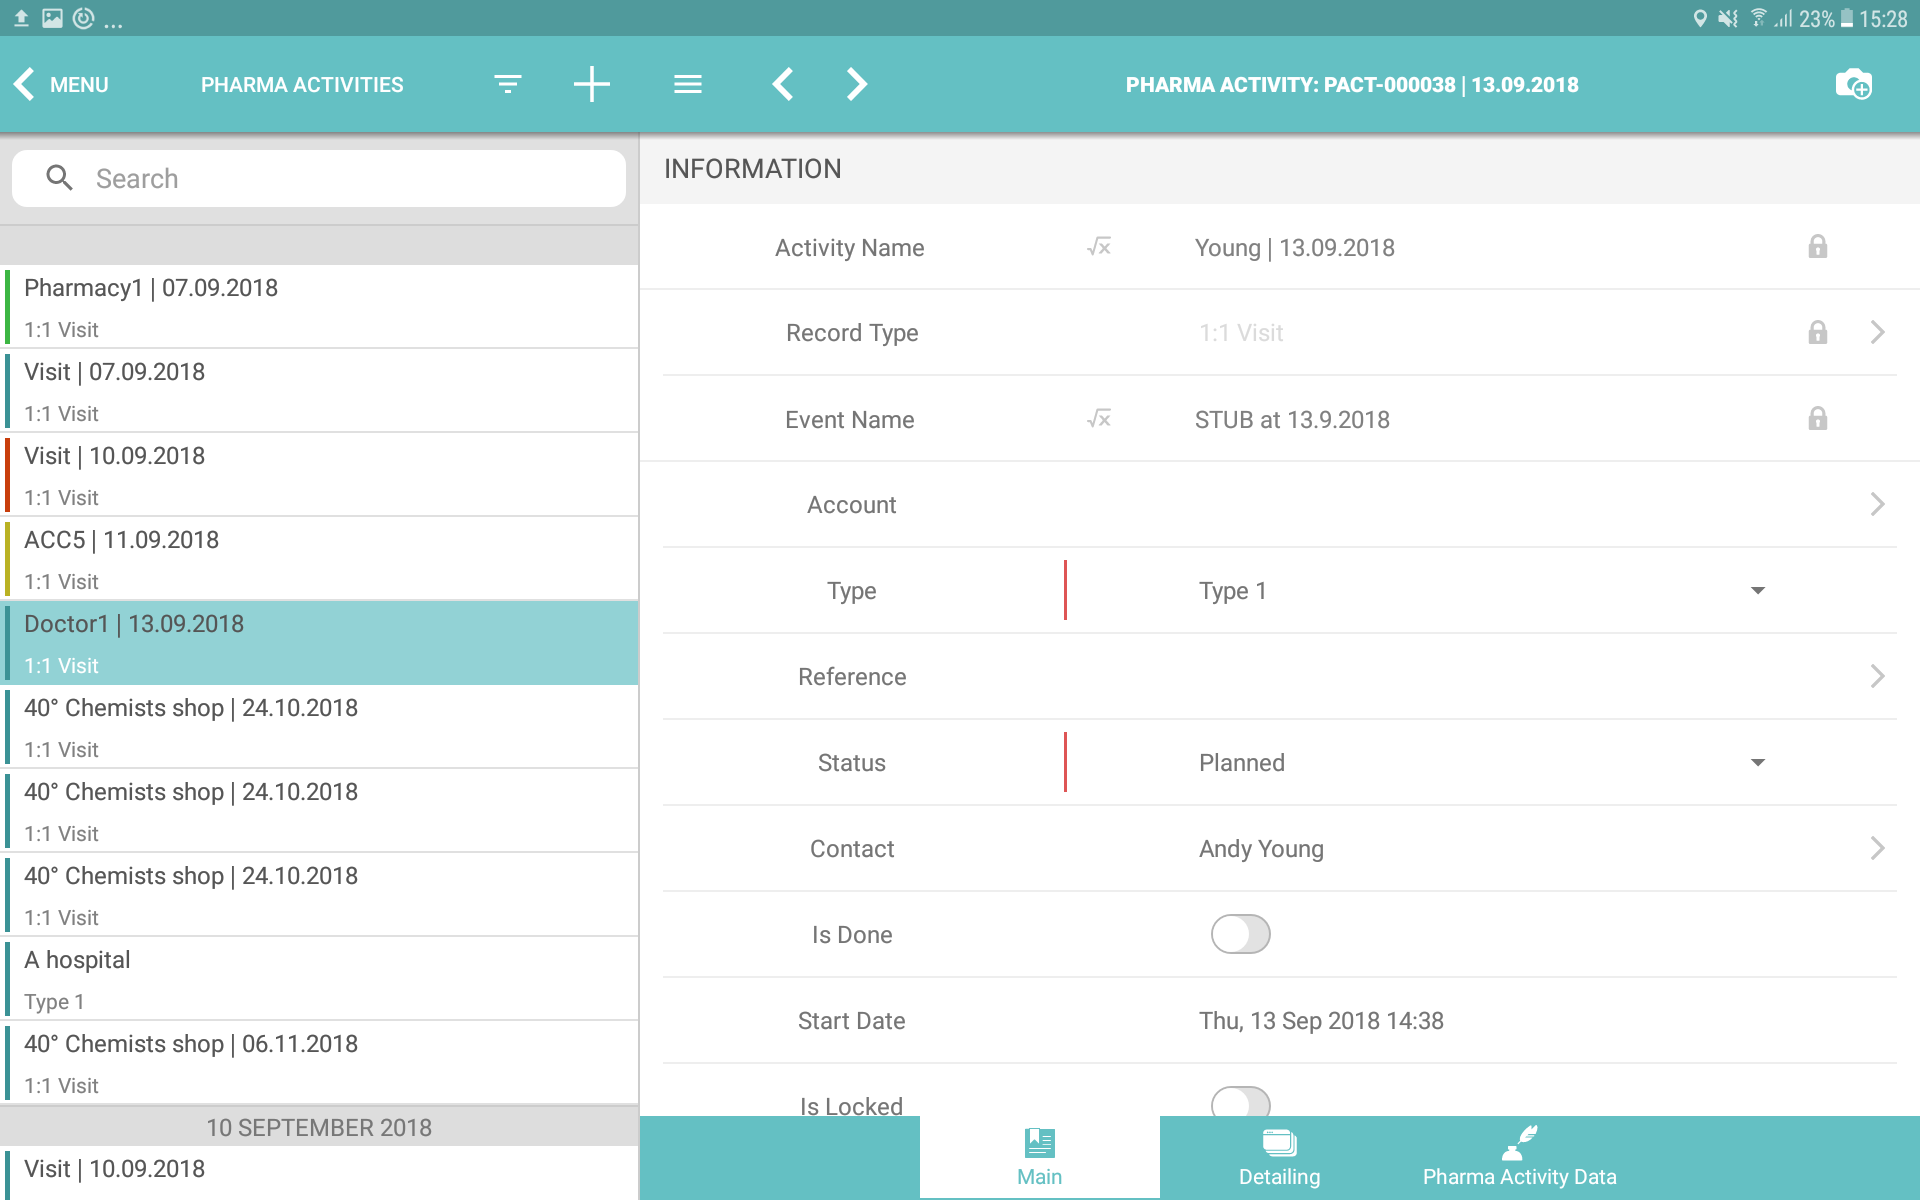 ... 23% 15:28
MENU PHARMA ACTIVITIES PHARMA ACTIVITY: PACT-000038 | 13.09.2018
Search
Pharmacy1 | 07.09.2018
1:1 Visit
Visit | 07.09.2018
1:1 Visit
Visit | 10.09.2018
1:1 Visit
ACC5 | 11.09.2018
1:1 Visit
Doctor1 | 13.09.2018
1:1 Visit
40° Chemists shop | 24.10.2018
1:1 Visit
40° Chemists shop | 24.10.2018
1:1 Visit
40° Chemists shop | 24.10.2018
1:1 Visit
A hospital
Type 1
40° Chemists shop | 06.11.2018
1:1 Visit
10 SEPTEMBER 2018
Visit | 10.09.2018
INFORMATION
Activity Name √x Young | 13.09.2018
Record Type 1:1 Visit
Event Name √x STUB at 13.9.2018
Account
Type Type 1
Reference
Status Planned
Contact Andy Young
Is Done
Start Date Thu, 13 Sep 2018 14:38
Is Locked
Main Detailing Pharma Activity Data